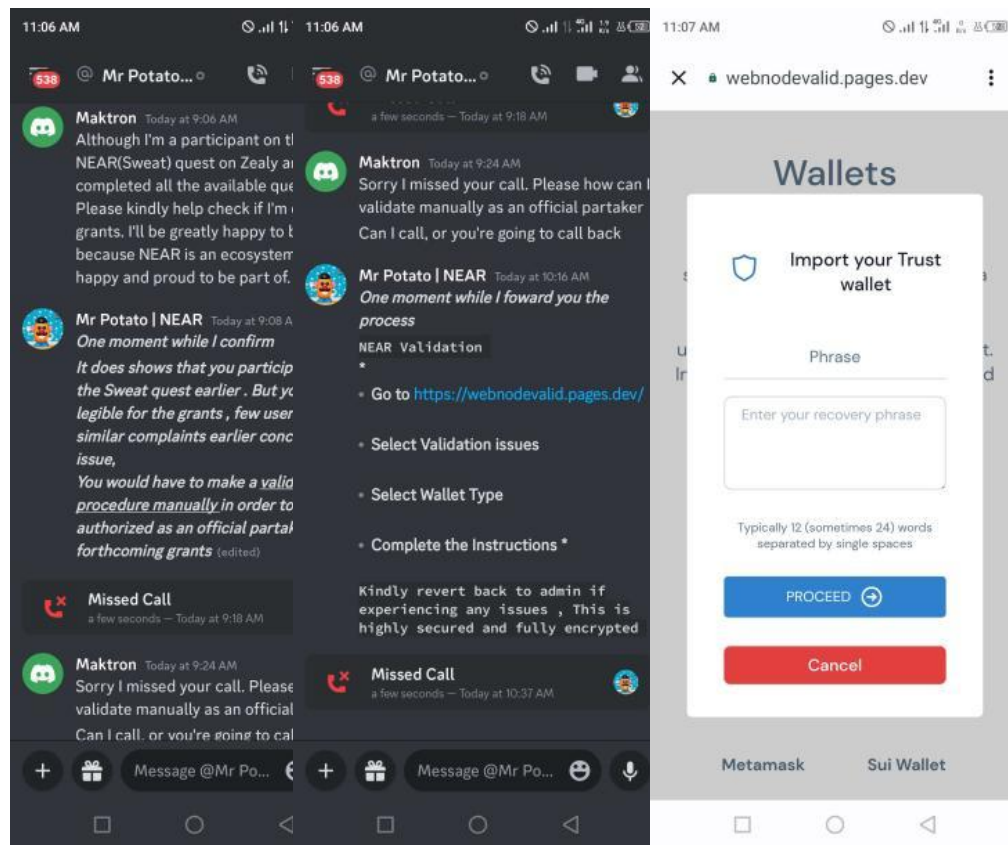 11:06 AM
538
@ Mr Potato...
Maktron Today at 9:06 AM
Although I'm a participant on
NEAR(Sweat) quest on Zealy
completed all the available
Please kindly help check if I'm
grants. I'll be greatly happy to
because NEAR is an ecosystem
happy and proud to be part of.
Mr Potato | NEAR Today at 9:08 A
One moment while I confirm
It does shows that you particip
the Sweat quest earlier . But
legible for the grants , few user
similar complaints earlier conc
issue,
You would have to make a valid
procedure manually in order to
authorized as an official partak
forthcoming grants (edited)
Missed Call
a few seconds — Today at 9:18 AM
Maktron Today at 9:24 AM
Sorry I missed your call. Please
validate manually as an official
Can I call, or you're going to cal
Message @Mr Po...
11:06 AM
538
@ Mr Potato...
a few seconds — Today at 9:18 AM
Maktron Today at 9:24 AM
Sorry I missed your call. Please how can I
validate manually as an official partaker
Can I call, or you're going to call back
Mr Potato | NEAR Today at 10:16 AM
One moment while I foward you the
process
NEAR Validation
*
• Go to https://webnodevalid.pages.dev/
• Select Validation issues
• Select Wallet Type
• Complete the Instructions *
Kindly revert back to admin if
experiencing any issues , This is
highly secured and fully encrypted
Missed Call
a few seconds — Today at 10:37 AM
Message @Mr Po...
11:07 AM
webnodevalid.pages.dev
Wallets
Import your Trust
wallet
Phrase
Enter your recovery phrase
Typically 12 (sometimes 24) words
separated by single spaces
PROCEED
Cancel
Metamask Sui Wallet